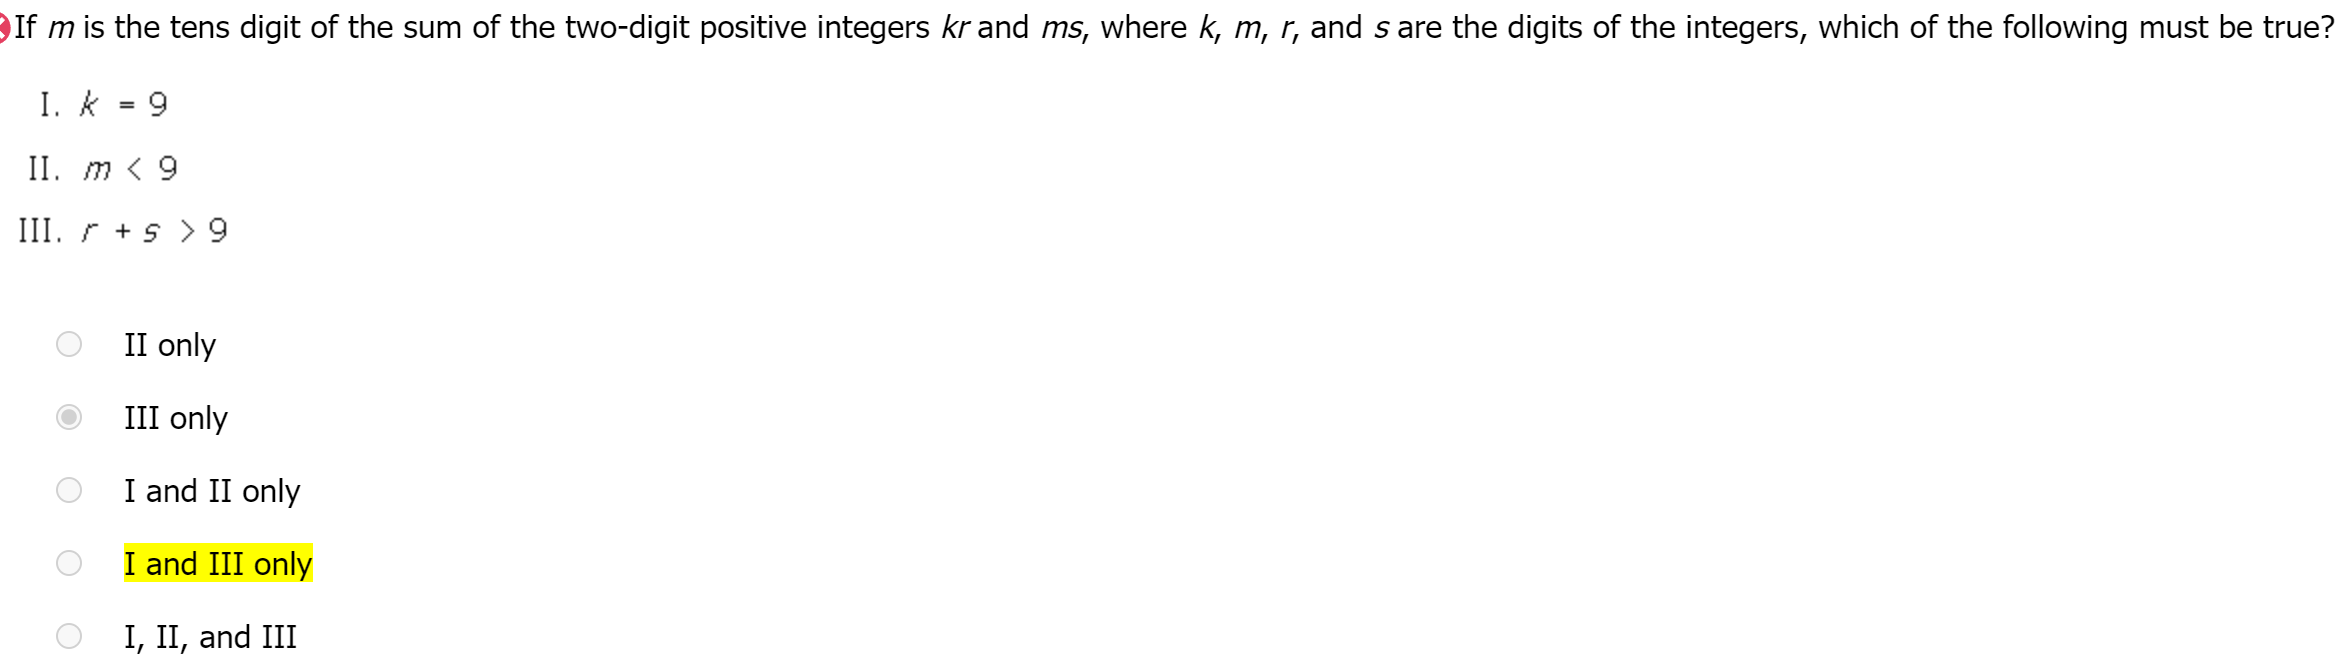 If m is the tens digit of the sum of the two-digit positive integers kr and ms, where k, m, r, and s are the digits of the integers, which of the following must be true?
I. k = 9
II. m < 9
III. r + s > 9
II only
III only
I and II only
I and III only
I, II, and III